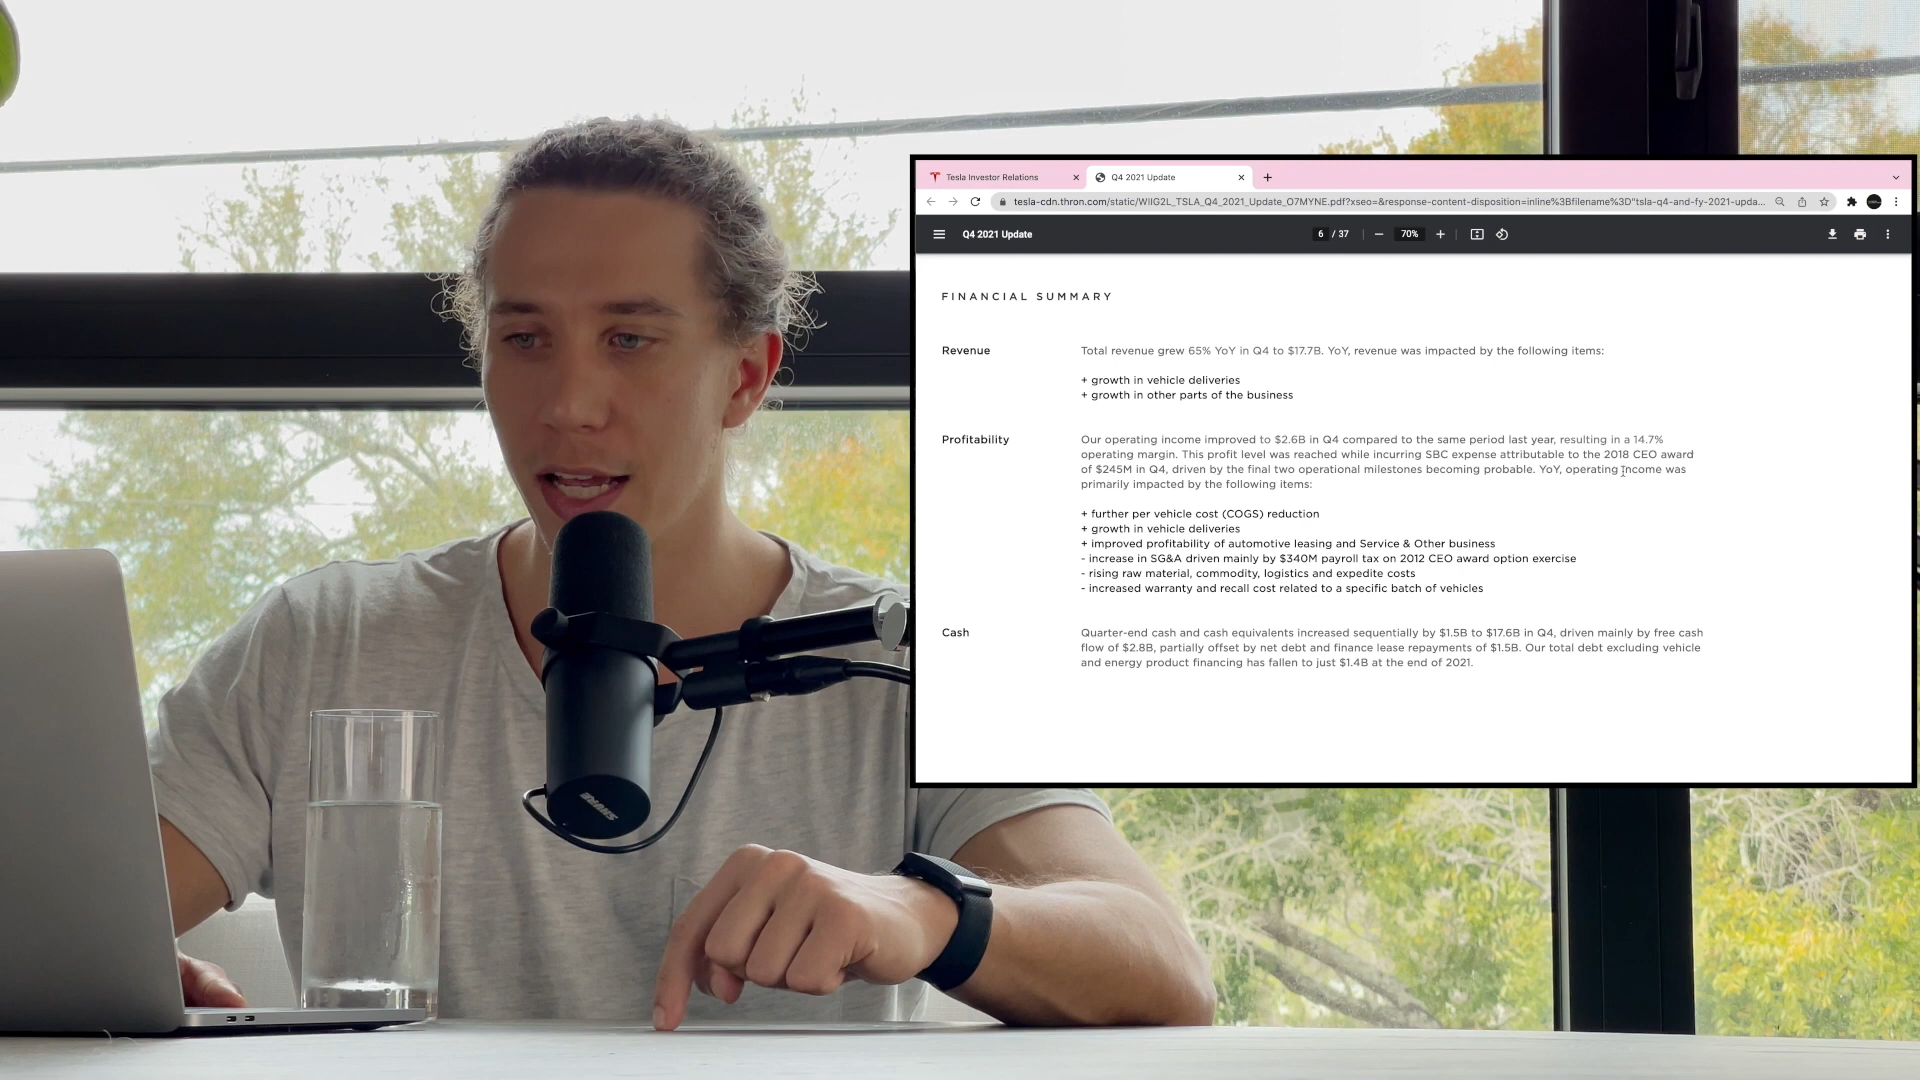 Tesla Investor Relations
Q4 2021 Update
tesla-cdn.thron.com/static/WIIG2L_TSLA_Q4_2021_Update_O7MYNE.pdf?xseo=&response-content-disposition=inline%3Bfilename%3D"tsla-q4-and-fy-2021-upda...
Q4 2021 Update
6 / 37
70%
FINANCIAL SUMMARY
Revenue
Total revenue grew 65% YoY in Q4 to $17.7B. YoY, revenue was impacted by the following items:
+ growth in vehicle deliveries
+ growth in other parts of the business
Profitability
Our operating income improved to $2.6B in Q4 compared to the same period last year, resulting in a 14.7%
operating margin. This profit level was reached while incurring SBC expense attributable to the 2018 CEO award
of $245M in Q4, driven by the final two operational milestones becoming probable. YoY, operating income was
primarily impacted by the following items:
+ further per vehicle cost (COGS) reduction
+ growth in vehicle deliveries
+ improved profitability of automotive leasing and Service & Other business
- increase in SG&A driven mainly by $340M payroll tax on 2012 CEO award option exercise
- rising raw material, commodity, logistics and expedite costs
- increased warranty and recall cost related to a specific batch of vehicles
Cash
Quarter-end cash and cash equivalents increased sequentially by $1.5B to $17.6B in Q4, driven mainly by free cash
flow of $2.8B, partially offset by net debt and finance lease repayments of $1.5B. Our total debt excluding vehicle
and energy product financing has fallen to just $1.4B at the end of 2021.
SHURE